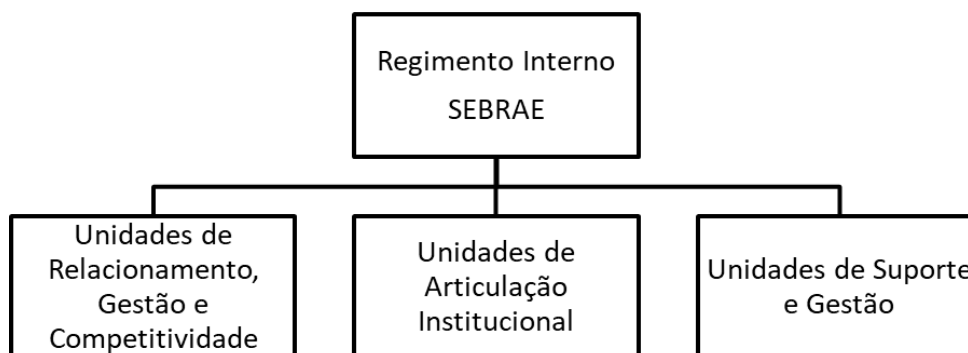 Regimento Interno
SEBRAE
Unidades de
Relacionamento,
Gestão e
Competitividade
Unidades de
Articulação
Institucional
Unidades de Suporte
e Gestão